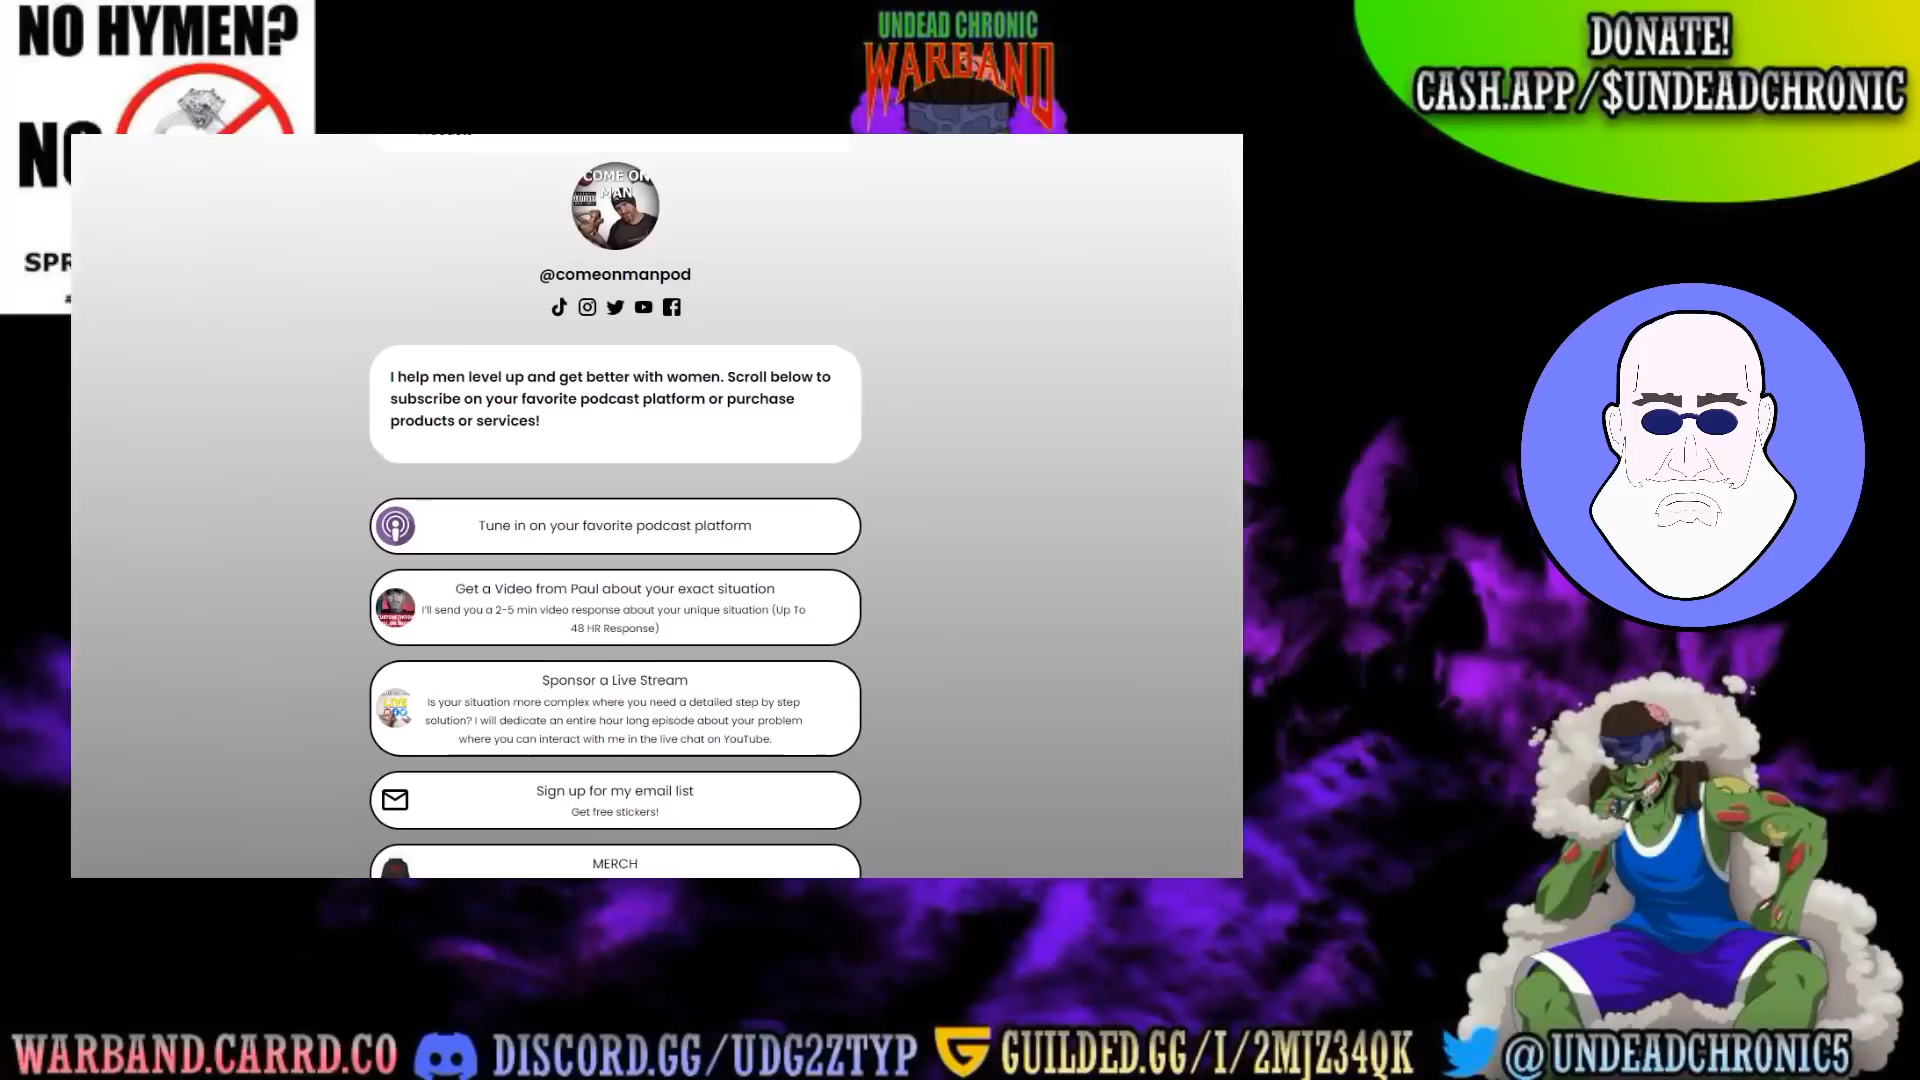 NO HYMEN?
NO
SPR
UNDEAD CHRONIC
WARBAND
DONATE!
CASH.APP/$UNDEADCHRONIC
COME ON
MAN
@comeonmanpod
I help men level up and get better with women. Scroll below to
subscribe on your favorite podcast platform or purchase
products or services!
Tune in on your favorite podcast platform
Get a Video from Paul about your exact situation
I'll send you a 2-5 min video response about your unique situation (Up To
48 HR Response)
Sponsor a Live Stream
LIVE
Is your situation more complex where you need a detailed step by step
solution? I will dedicate an entire hour long episode about your problem
where you can interact with me in the live chat on YouTube.
Sign up for my email list
Get free stickers!
MERCH
WARBAND.CARRD.CO
DISCORD.GG/UDG2ZTYP
GUILDED.GG/I/2MJZ34QK
@UNDEADCHRONIC5